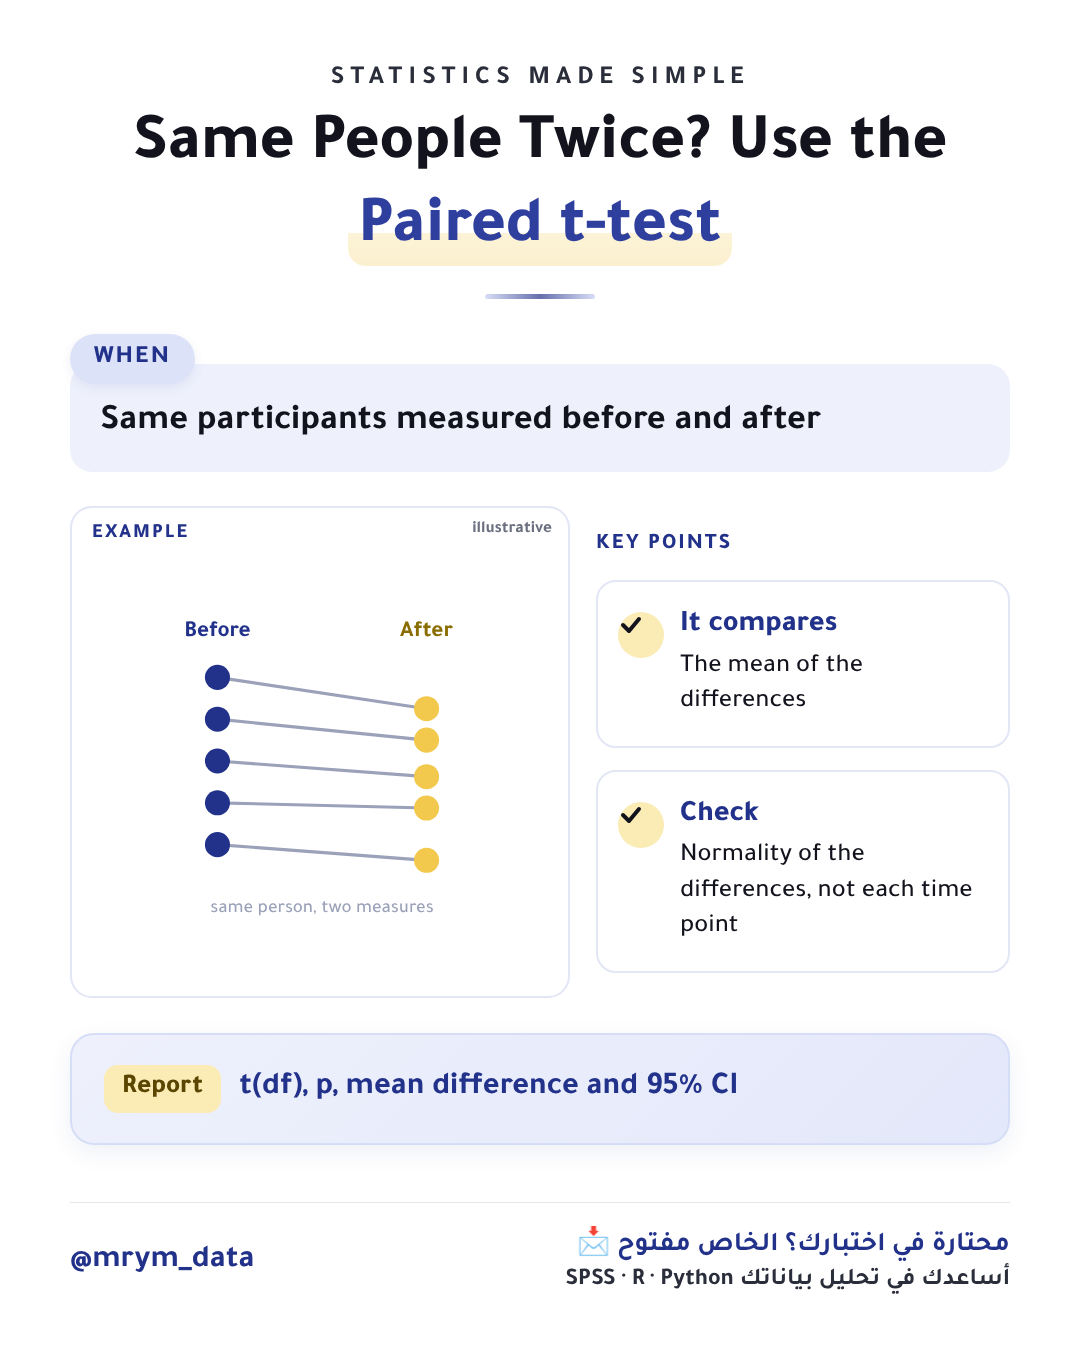 STATISTICS MADE SIMPLE
Same People Twice? Use the
Paired t-test
WHEN
Same participants measured before and after
EXAMPLE
illustrative
Before
After
same person, two measures
KEY POINTS
It compares
The mean of the
differences
Check
Normality of the
differences, not each time
point
Report
t(df), p, mean difference and 95% CI
@mrym_data
محتارة في اختبارك؟ الخاص مفتوح 📩
أساعدك في تحليل بياناتك SPSS · R · Python